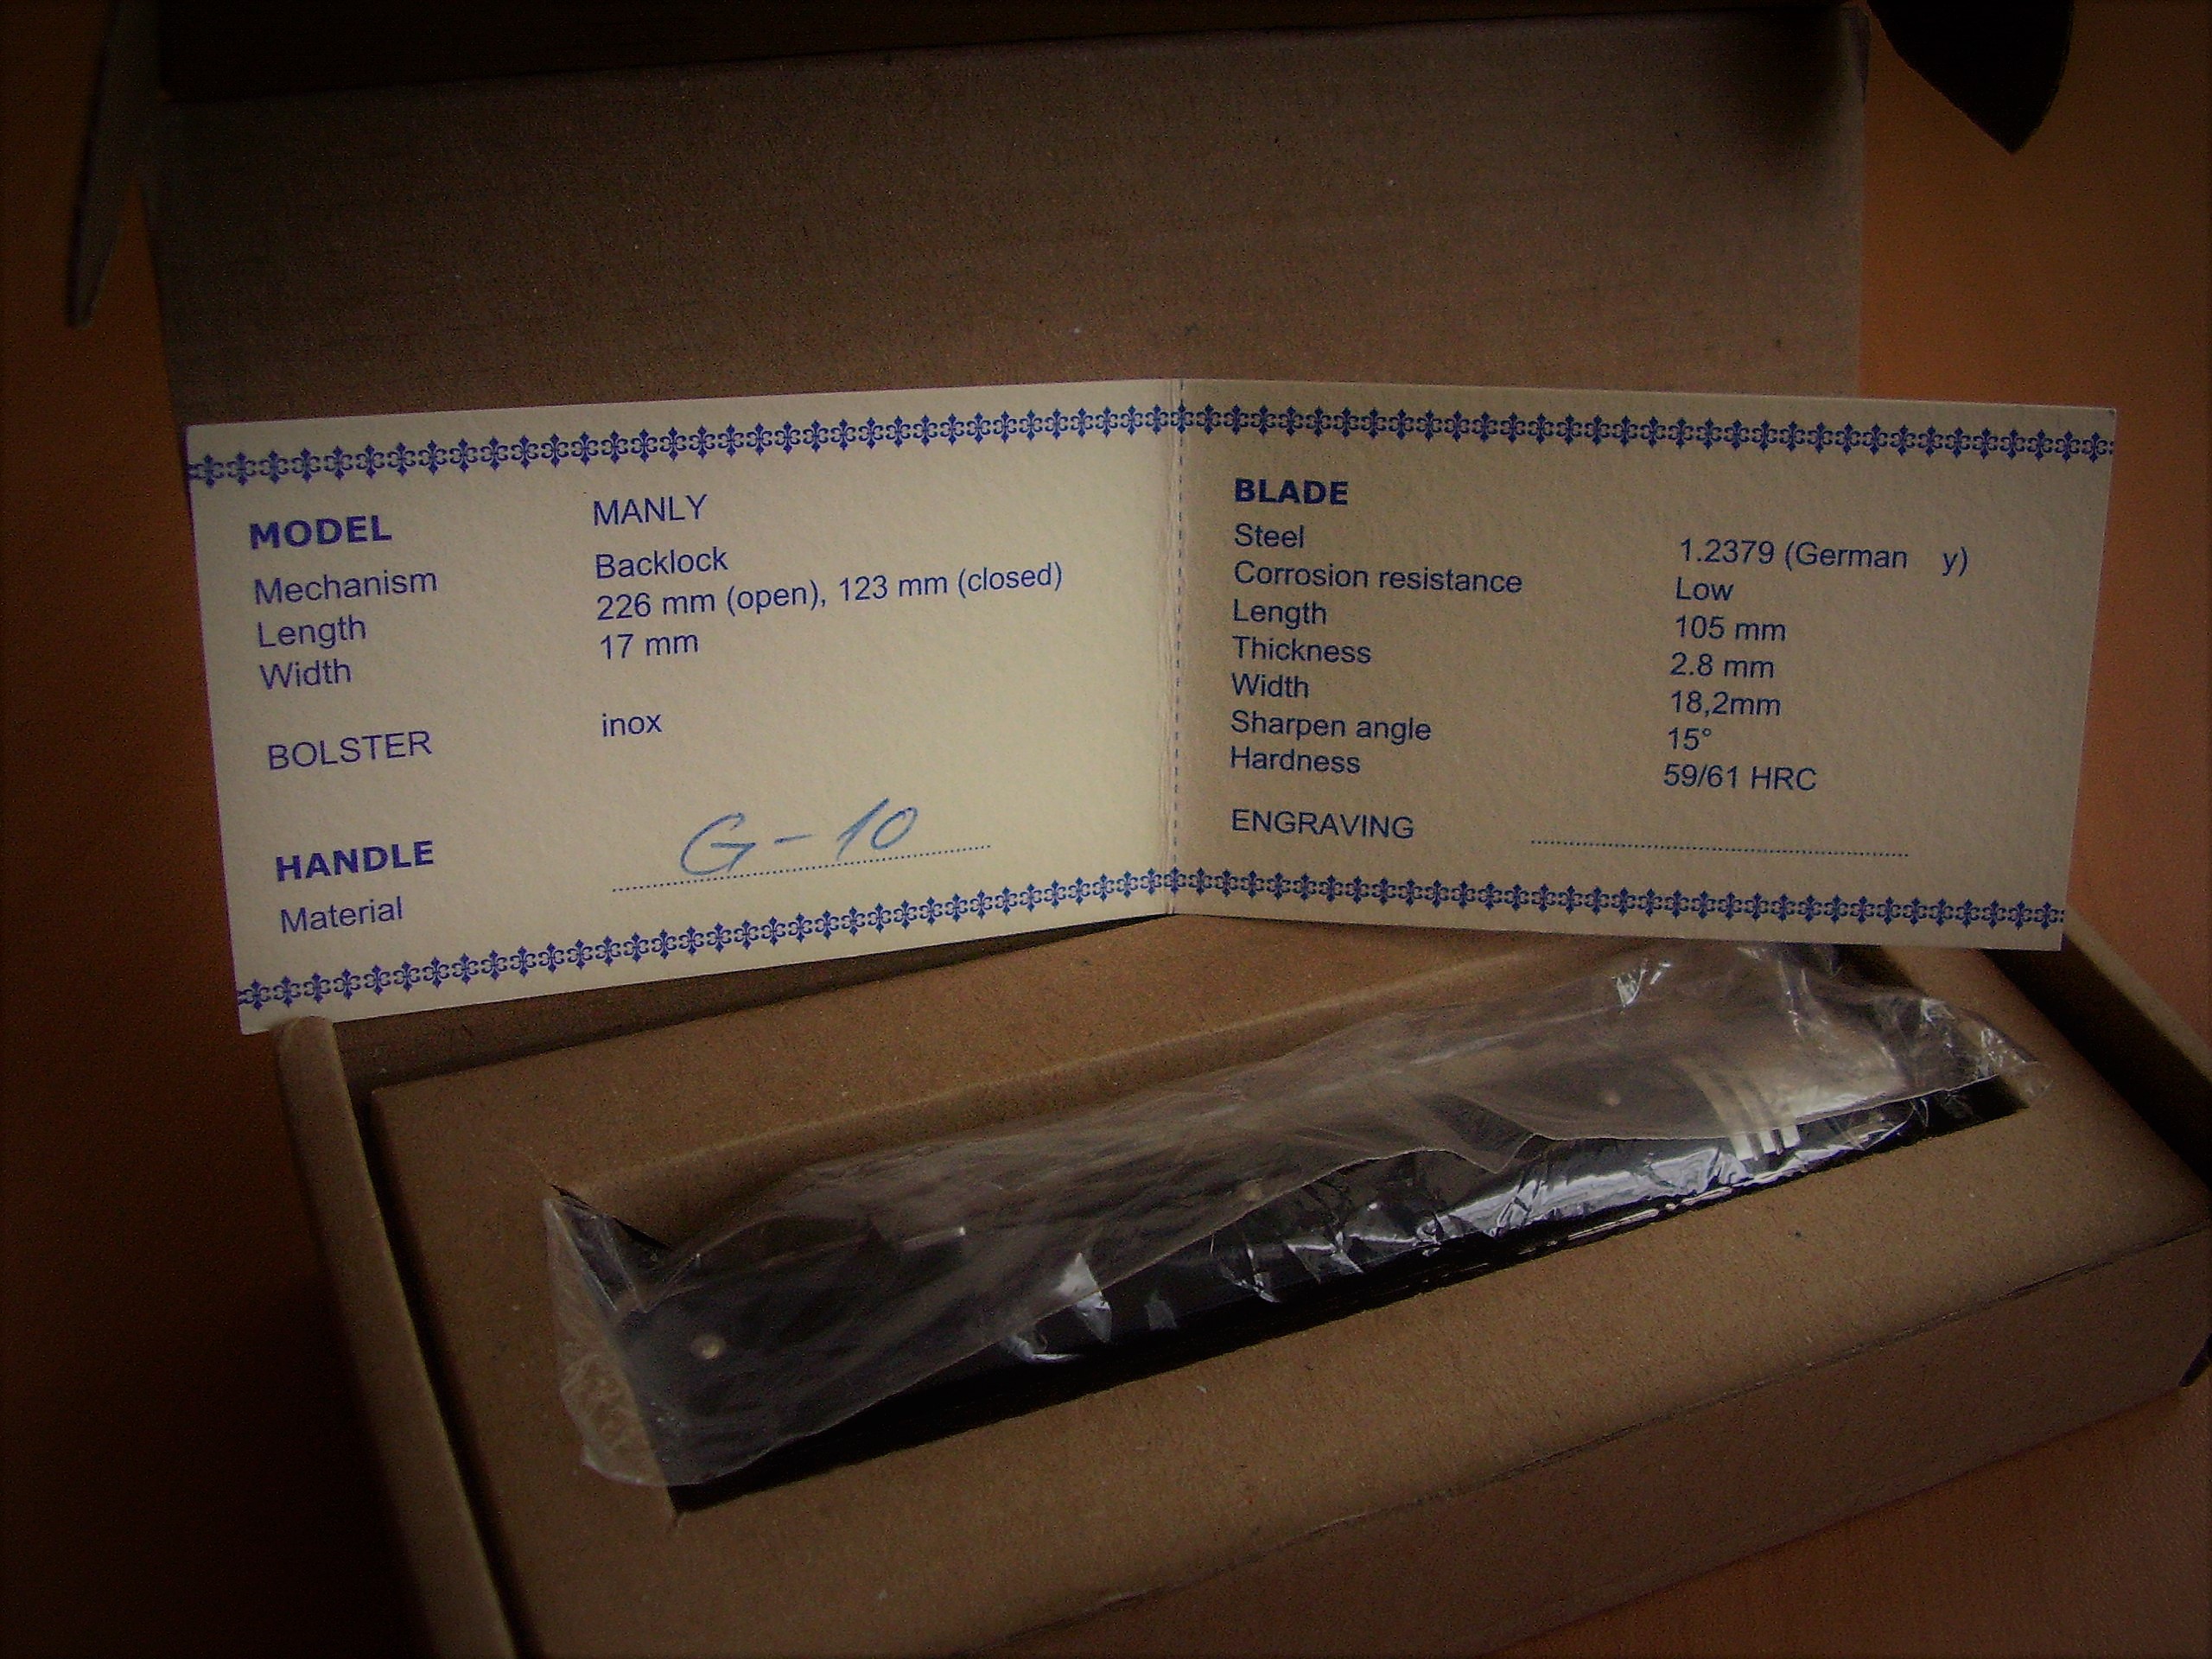 MODEL MANLY
Mechanism Backlock
Length 226 mm (open), 123 mm (closed)
Width 17 mm
BOLSTER inox
HANDLE
Material G-10
BLADE
Steel 1.2379 (German y)
Corrosion resistance Low
Length 105 mm
Thickness 2.8 mm
Width 18,2mm
Sharpen angle 15°
Hardness 59/61 HRC
ENGRAVING